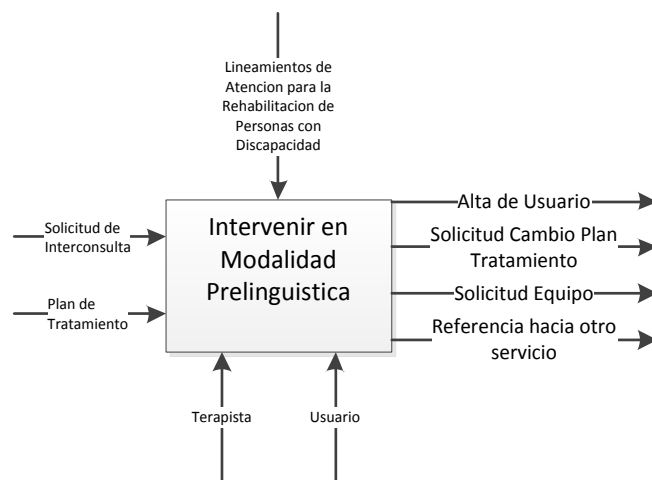 Lineamientos de
Atencion para la
Rehabilitacion de
Personas con
Discapacidad
Solicitud de
Interconsulta
Plan de
Tratamiento
Intervenir en
Modalidad
Prelinguistica
Alta de Usuario
Solicitud Cambio Plan
Tratamiento
Solicitud Equipo
Referencia hacia otro
servicio
Terapista
Usuario